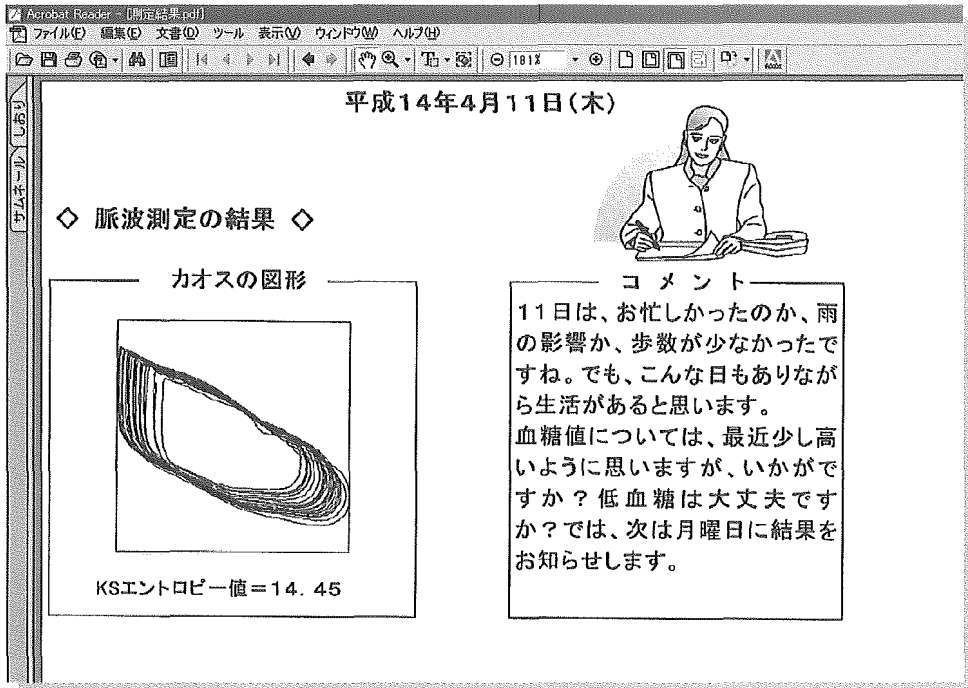 Acrobat Reader - [測定結果.pdf]
ファイル(F) 編集(E) 文書(D) ツール 表示(V) ウィンドウ(W) ヘルプ(H)
181%
しおり
サムネール
平成14年4月11日(木)
◇ 脈波測定の結果 ◇
カオスの図形
KSエントロピー値=14.45
コメント
11日は、お忙しかったのか、雨
の影響か、歩数が少なかったで
すね。でも、こんな日もありなが
ら生活があると思います。
血糖値については、最近少し高
いように思いますが、いかがで
すか?低血糖は大丈夫です
か?では、次は月曜日に結果を
お知らせします。